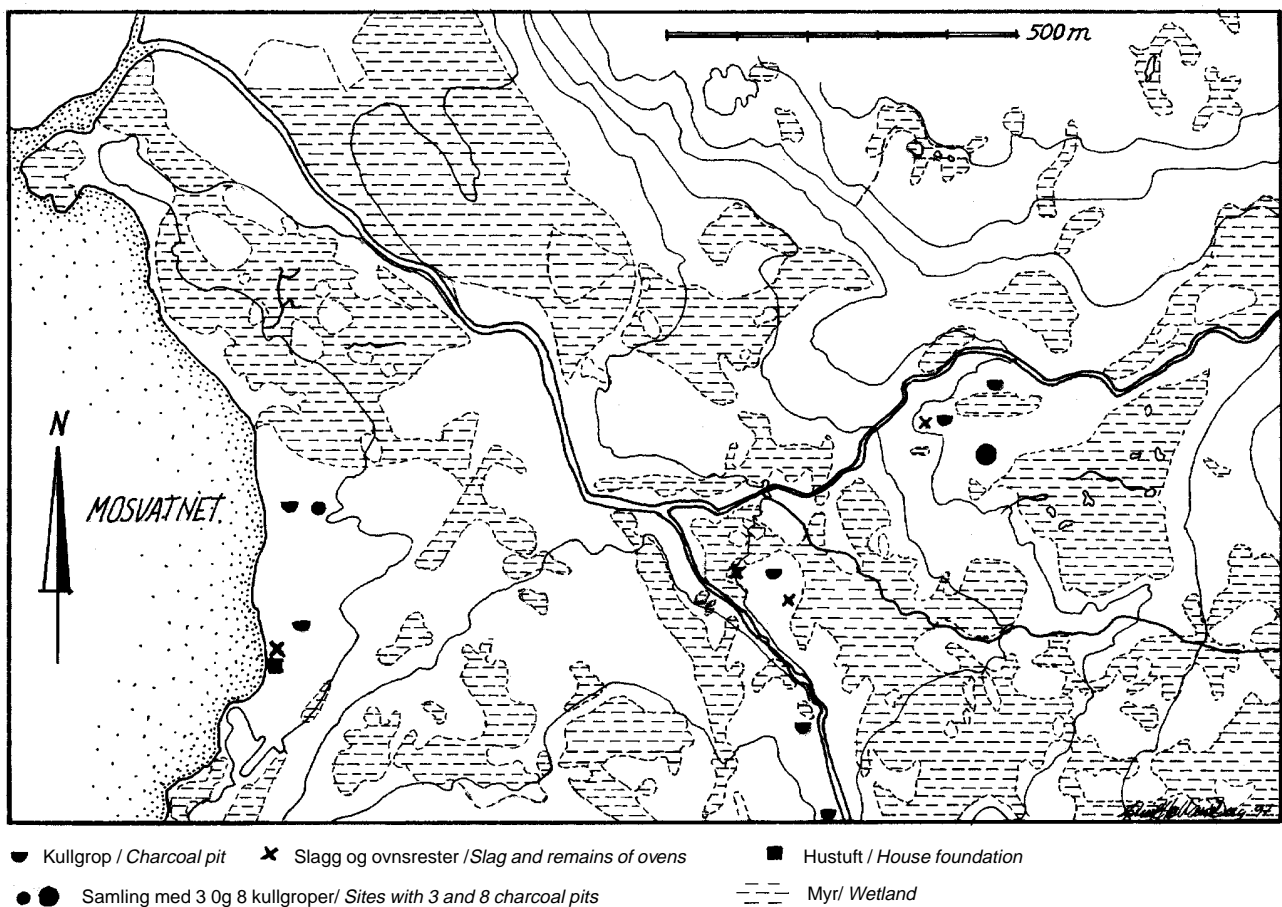 500 m
N
MOSVATNET.
Kullgrop / Charcoal pit
Slagg og ovnsrester /Slag and remains of ovens
Hustuft / House foundation
Samling med 3 0g 8 kullgroper/ Sites with 3 and 8 charcoal pits
Myr/ Wetland